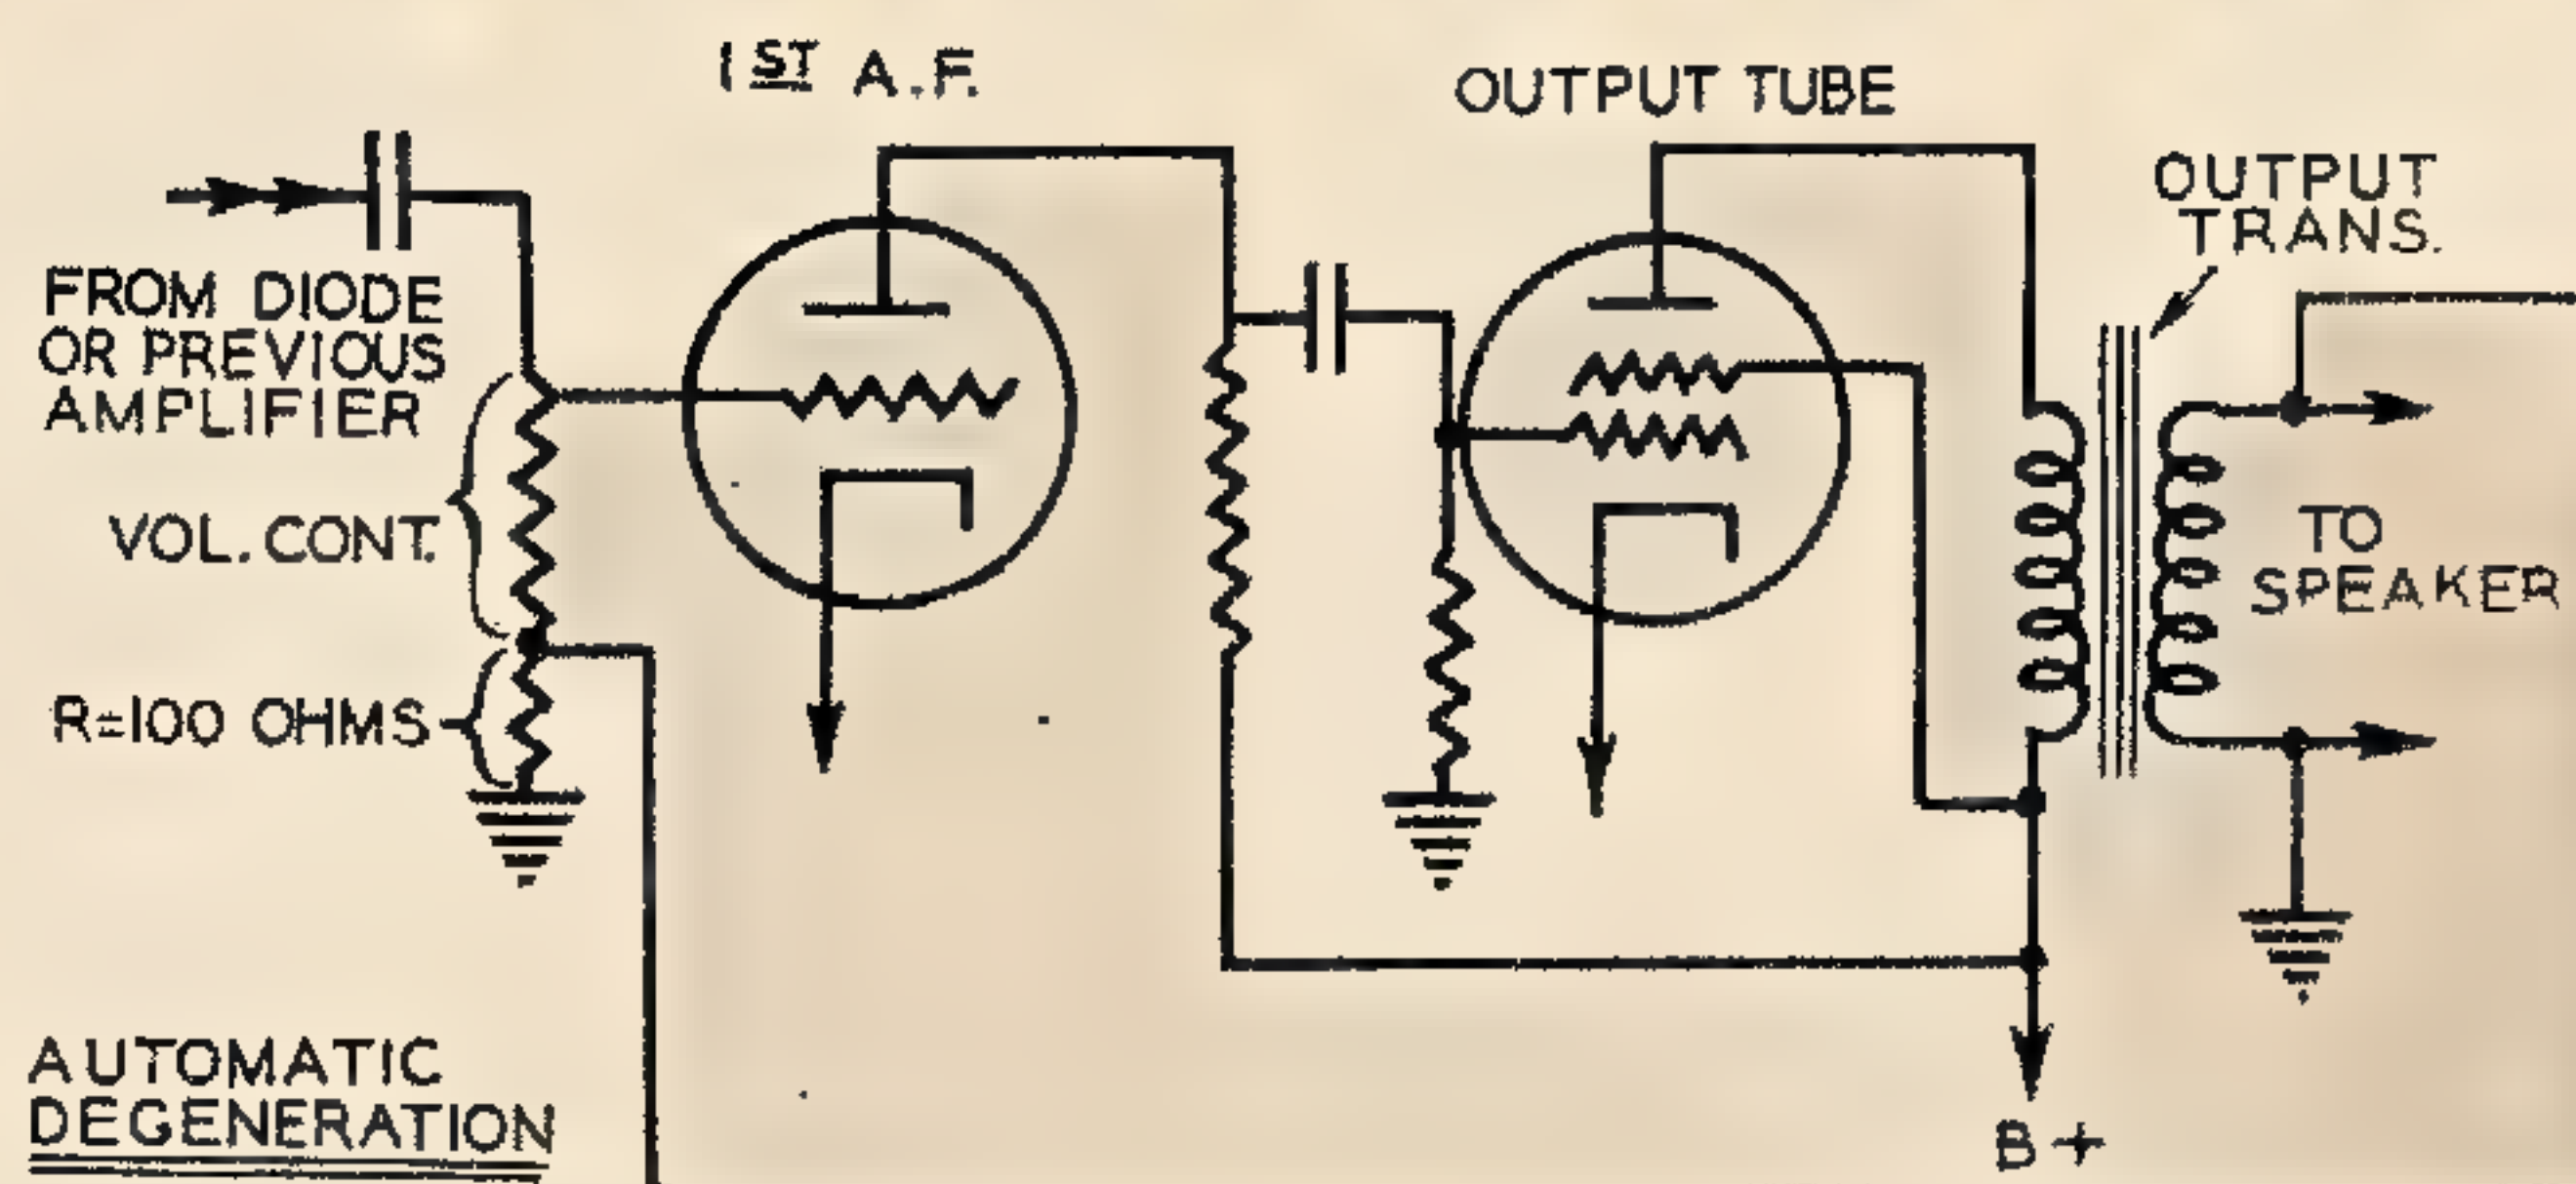 1ST A.F.
OUTPUT TUBE
OUTPUT
TRANS.
FROM DIODE
OR PREVIOUS
AMPLIFIER
VOL. CONT.
R=100 OHMS
TO
SPEAKER
AUTOMATIC
DEGENERATION
B+